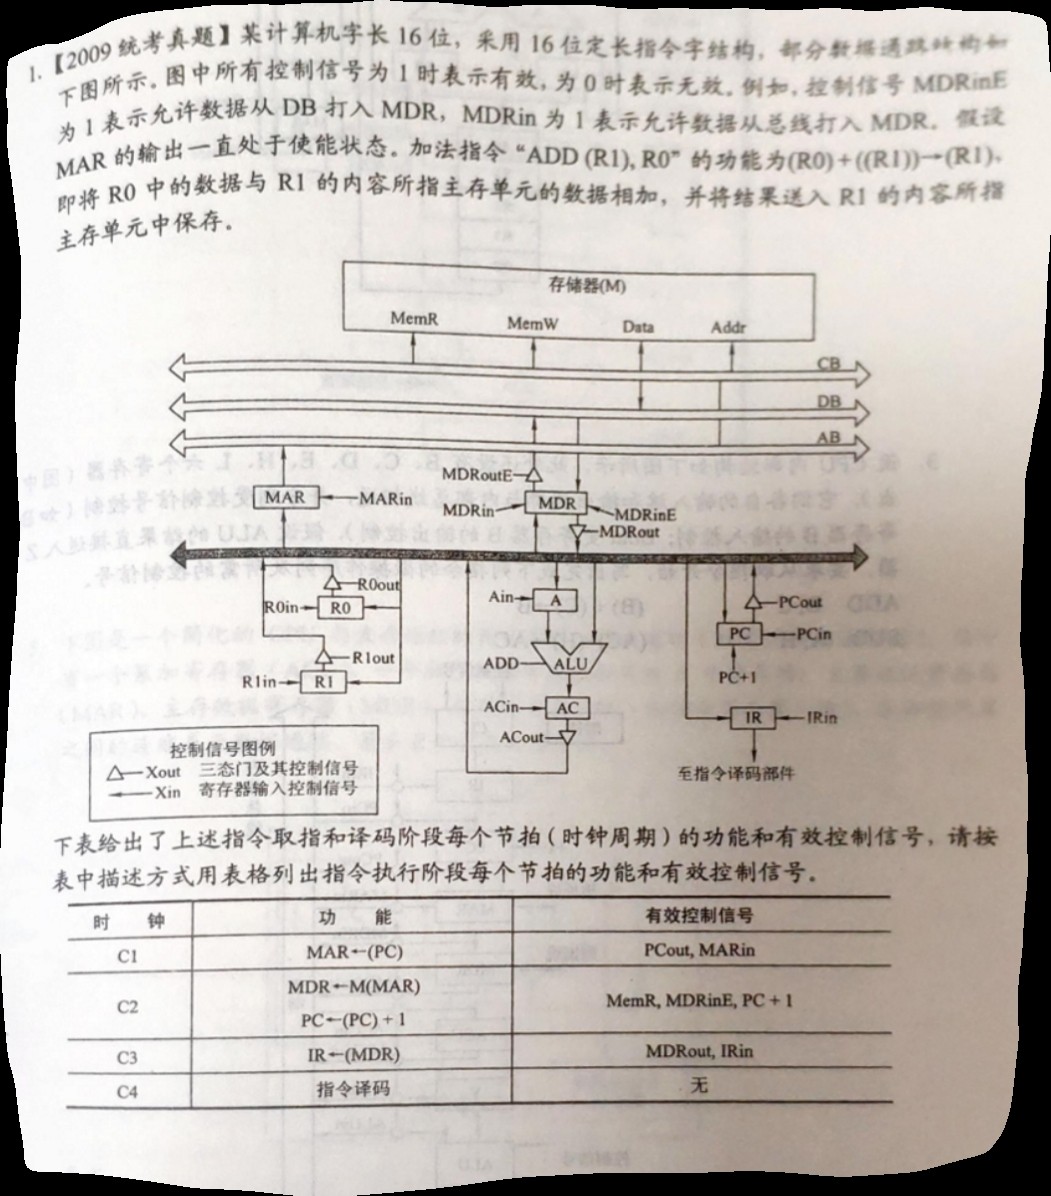 1.【2009 统考真题】某计算机字长 16 位，采用 16 位定长指令字结构，部分数据通路结构如
下图所示。图中所有控制信号为 1 时表示有效，为 0 时表示无效。例如，控制信号 MDRinE
为 1 表示允许数据从 DB 打入 MDR，MDRin 为 1 表示允许数据从总线打入 MDR。假设
MAR 的输出一直处于使能状态。加法指令“ADD (R1), R0”的功能为(R0)+((R1))→(R1)，
即将 R0 中的数据与 R1 的内容所指主存单元的数据相加，并将结果送入 R1 的内容所指
主存单元中保存。
存储器(M)
MemR MemW Data Addr
CB
DB
AB
MDRoutE
MAR MARin MDRin MDR MDRinE
MDRout
R0out
R0in R0 Ain A PCout
PC PCin
R1out ADD ALU
R1in R1 PC+1
ACin AC IR IRin
ACout
控制信号图例
Xout 三态门及其控制信号
Xin 寄存器输入控制信号
至指令译码部件
下表给出了上述指令取指和译码阶段每个节拍（时钟周期）的功能和有效控制信号，请按
表中描述方式用表格列出指令执行阶段每个节拍的功能和有效控制信号。
时 钟 功 能 有效控制信号
C1 MAR←(PC) PCout, MARin
C2 MDR←M(MAR) MemR, MDRinE, PC + 1
PC←(PC) + 1
C3 IR←(MDR) MDRout, IRin
C4 指令译码 无